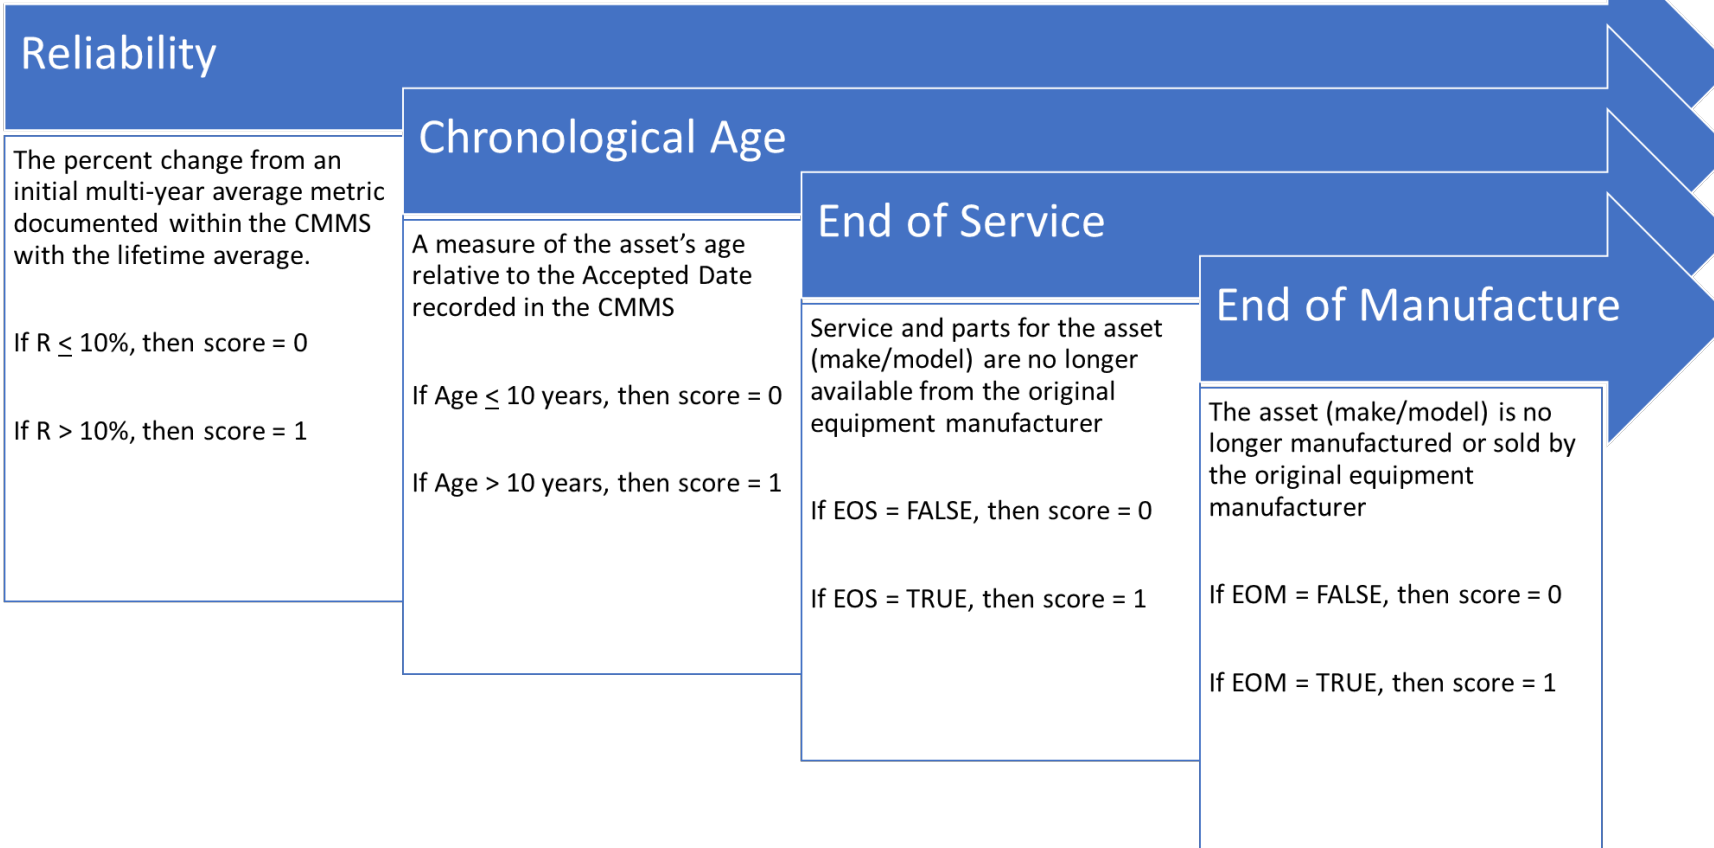 Reliability
The percent change from an
initial multi-year average metric
documented within the CMMS
with the lifetime average.
If R ≤ 10%, then score = 0
If R > 10%, then score = 1
Chronological Age
A measure of the asset’s age
relative to the Accepted Date
recorded in the CMMS
If Age ≤ 10 years, then score = 0
If Age > 10 years, then score = 1
End of Service
Service and parts for the asset
(make/model) are no longer
available from the original
equipment manufacturer
If EOS = FALSE, then score = 0
If EOS = TRUE, then score = 1
End of Manufacture
The asset (make/model) is no
longer manufactured or sold by
the original equipment
manufacturer
If EOM = FALSE, then score = 0
If EOM = TRUE, then score = 1